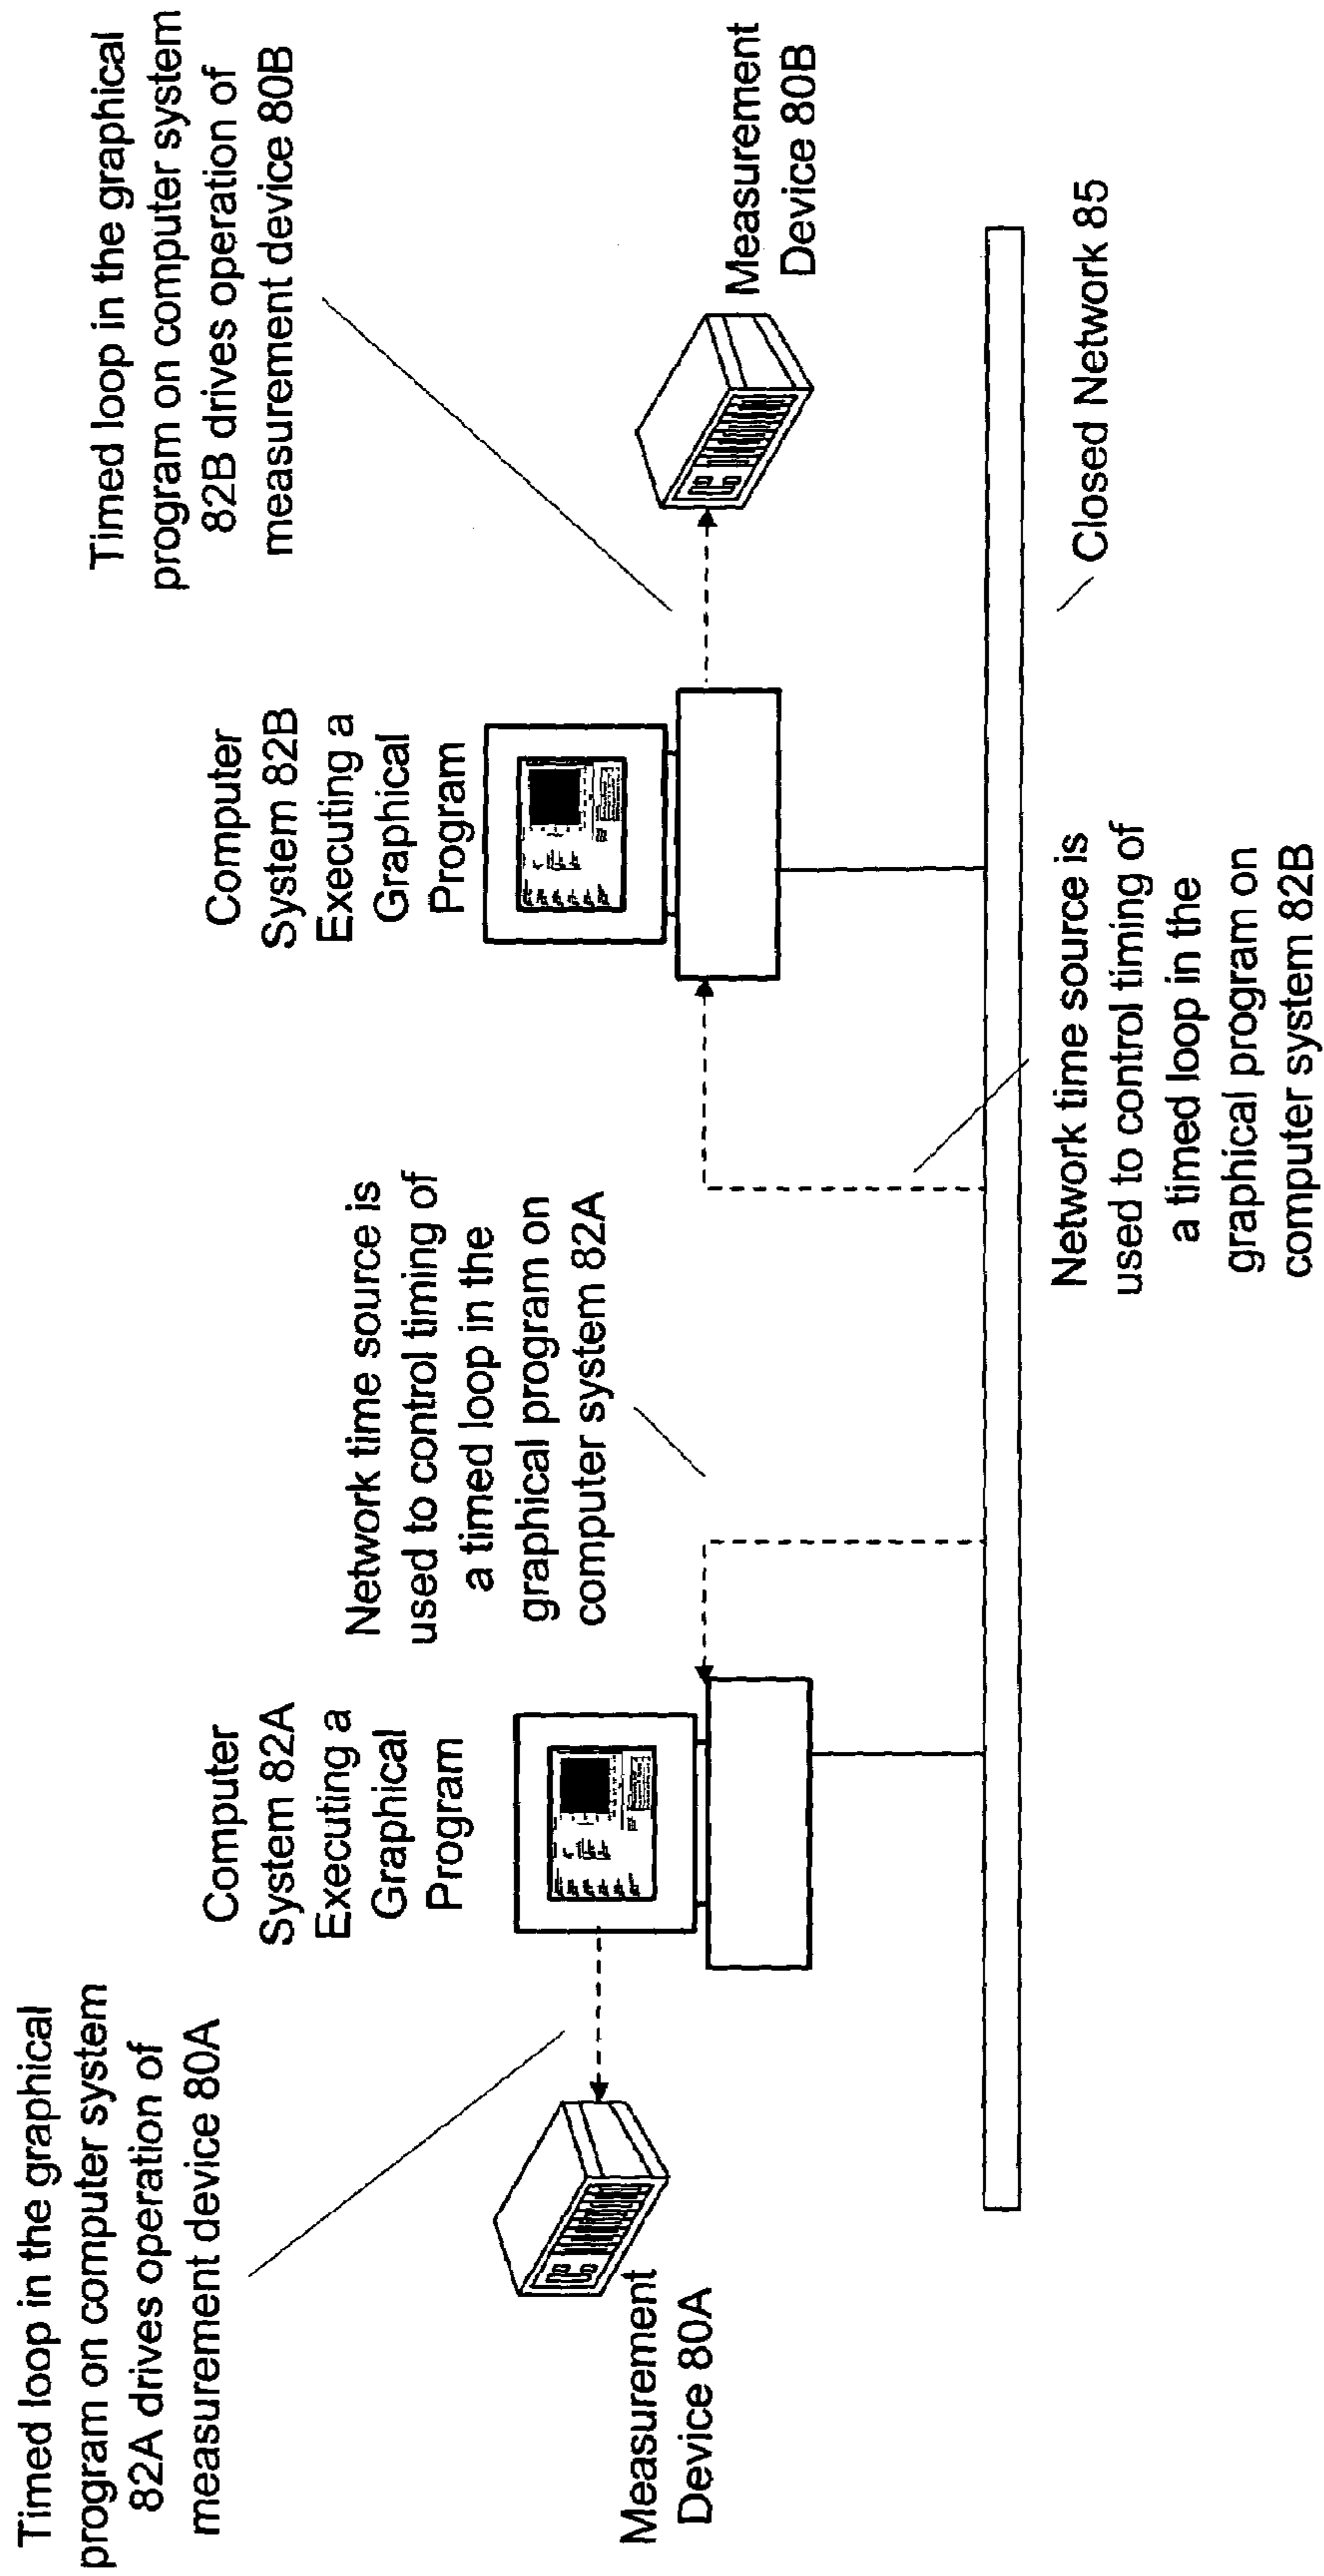 Timed loop in the graphical
program on computer system
82A drives operation of
measurement device 80A
Measurement
Device 80A
Computer
System 82A
Executing a
Graphical
Program
Network time source is
used to control timing of
a timed loop in the
graphical program on
computer system 82A
Computer
System 82B
Executing a
Graphical
Program
Timed loop in the graphical
program on computer system
82B drives operation of
measurement device 80B
Measurement
Device 80B
Network time source is
used to control timing of
a timed loop in the
graphical program on
computer system 82B
Closed Network 85